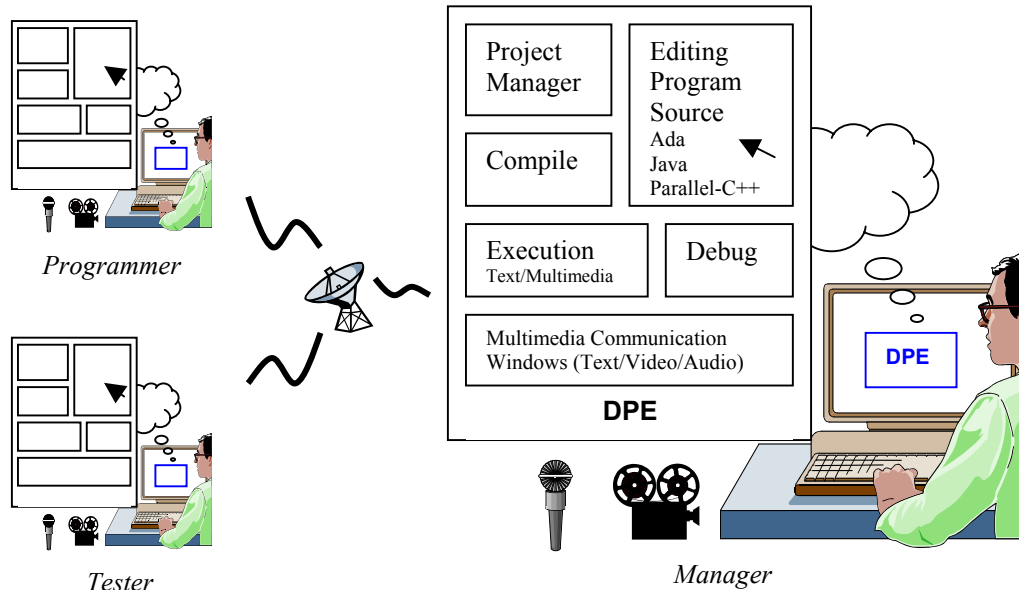 Project
Manager
Editing
Program
Source
Ada
Java
Parallel-C++
Compile
Execution
Text/Multimedia
Debug
Multimedia Communication
Windows (Text/Video/Audio)
DPE
DPE
Programmer
Tester
Manager